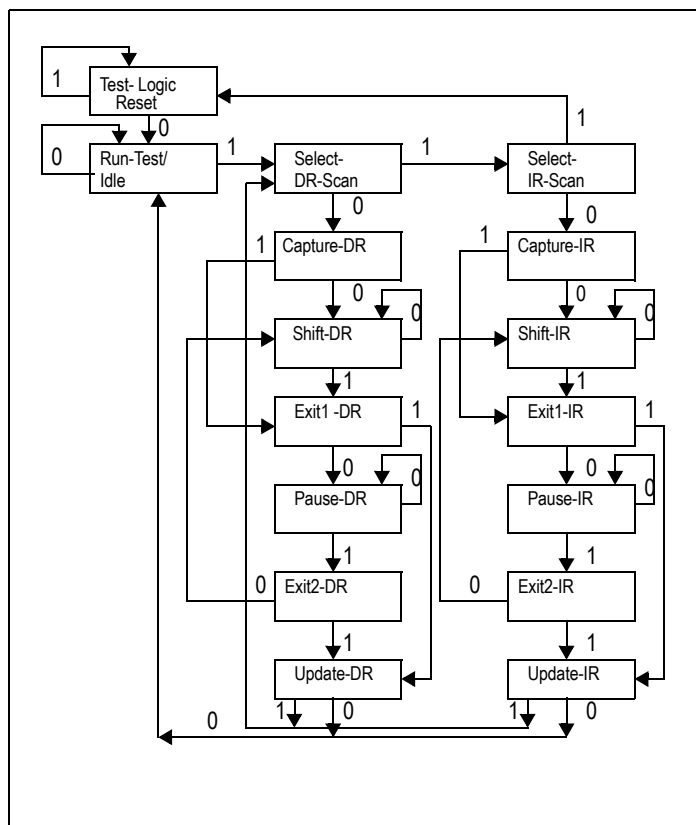 1
Test- Logic
Reset
0
1
0
Run-Test/
Idle
1
Select-
DR-Scan
1
Select-
IR-Scan
0
0
1
Capture-DR
1
Capture-IR
0
0
Shift-DR
0
Shift-IR
0
1
1
Exit1 -DR
1
Exit1-IR
1
0
0
Pause-DR
0
Pause-IR
0
1
1
0
Exit2-DR
0
Exit2-IR
1
1
Update-DR
Update-IR
0
1
0
1
0